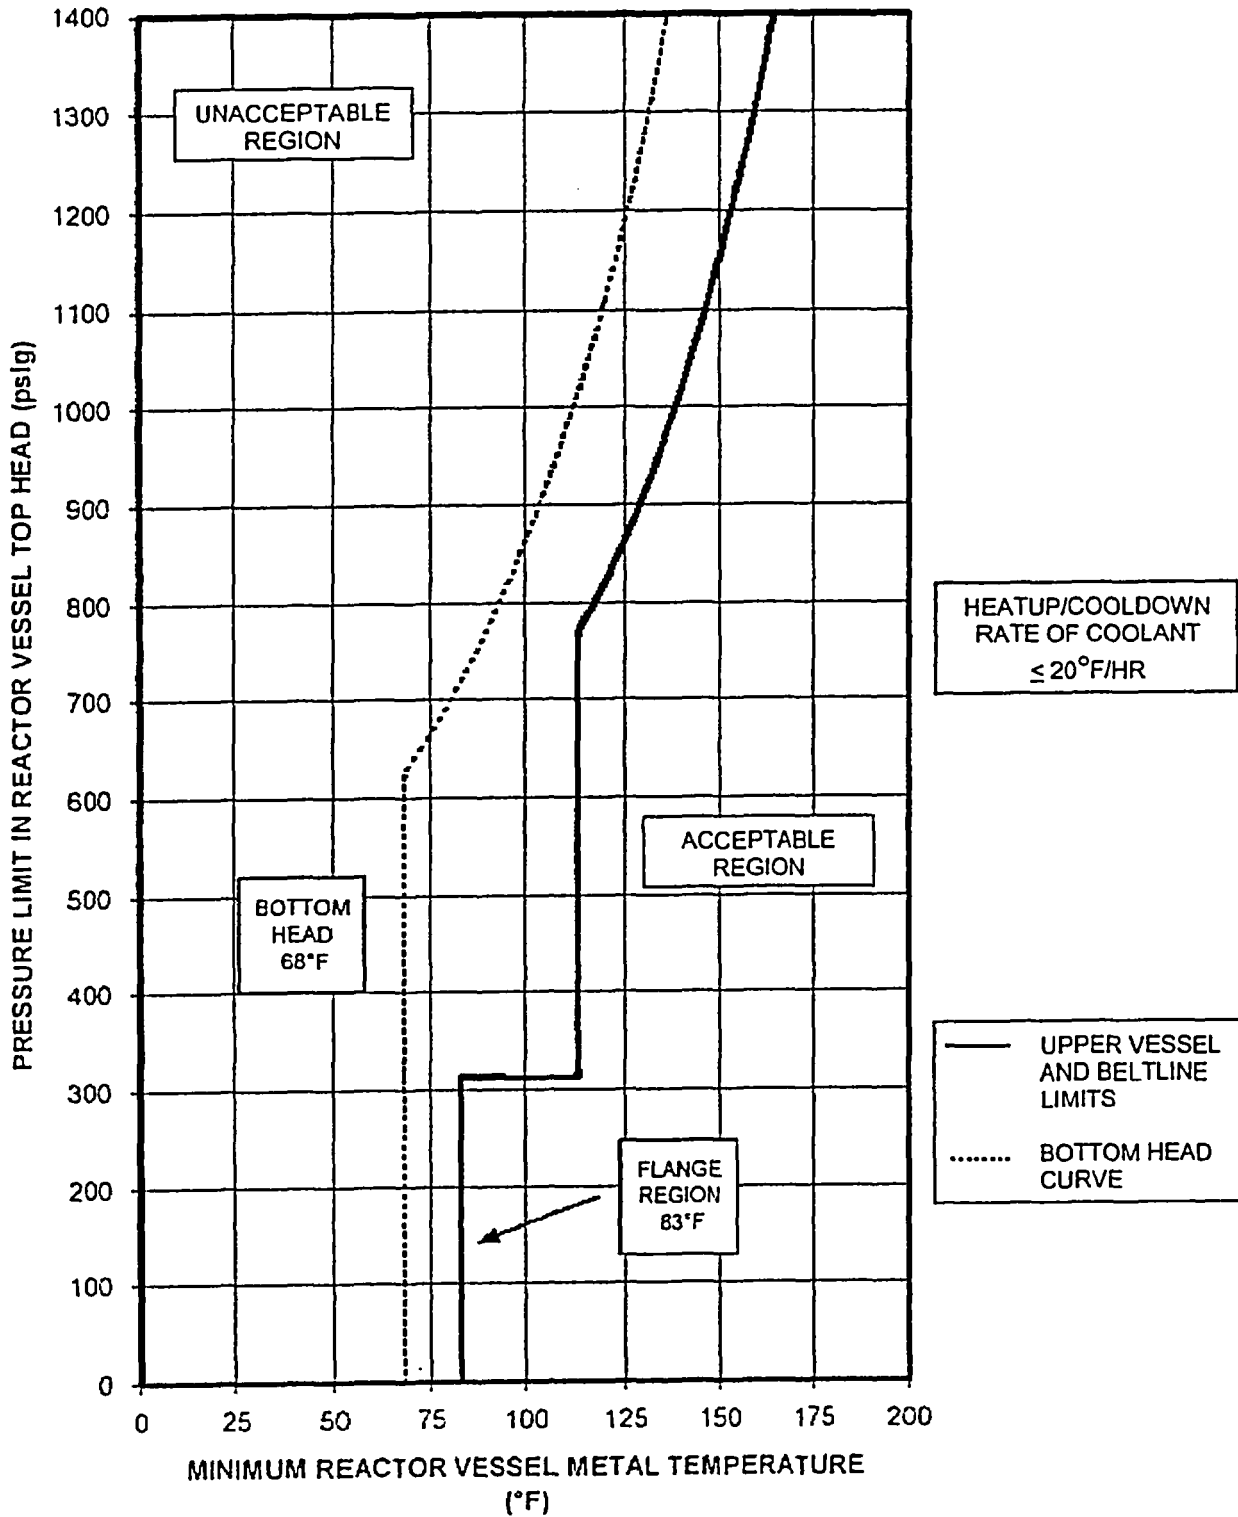 PRESSURE LIMIT IN REACTOR VESSEL TOP HEAD (psig)
1400
1300
1200
1100
1000
900
800
700
600
500
400
300
200
100
0
UNACCEPTABLE
REGION
BOTTOM
HEAD
68°F
ACCEPTABLE
REGION
FLANGE
REGION
83°F
HEATUP/COOLDOWN
RATE OF COOLANT
≤ 20°F/HR
UPPER VESSEL
AND BELTLINE
LIMITS
BOTTOM HEAD
CURVE
0 25 50 75 100 125 150 175 200
MINIMUM REACTOR VESSEL METAL TEMPERATURE
(°F)